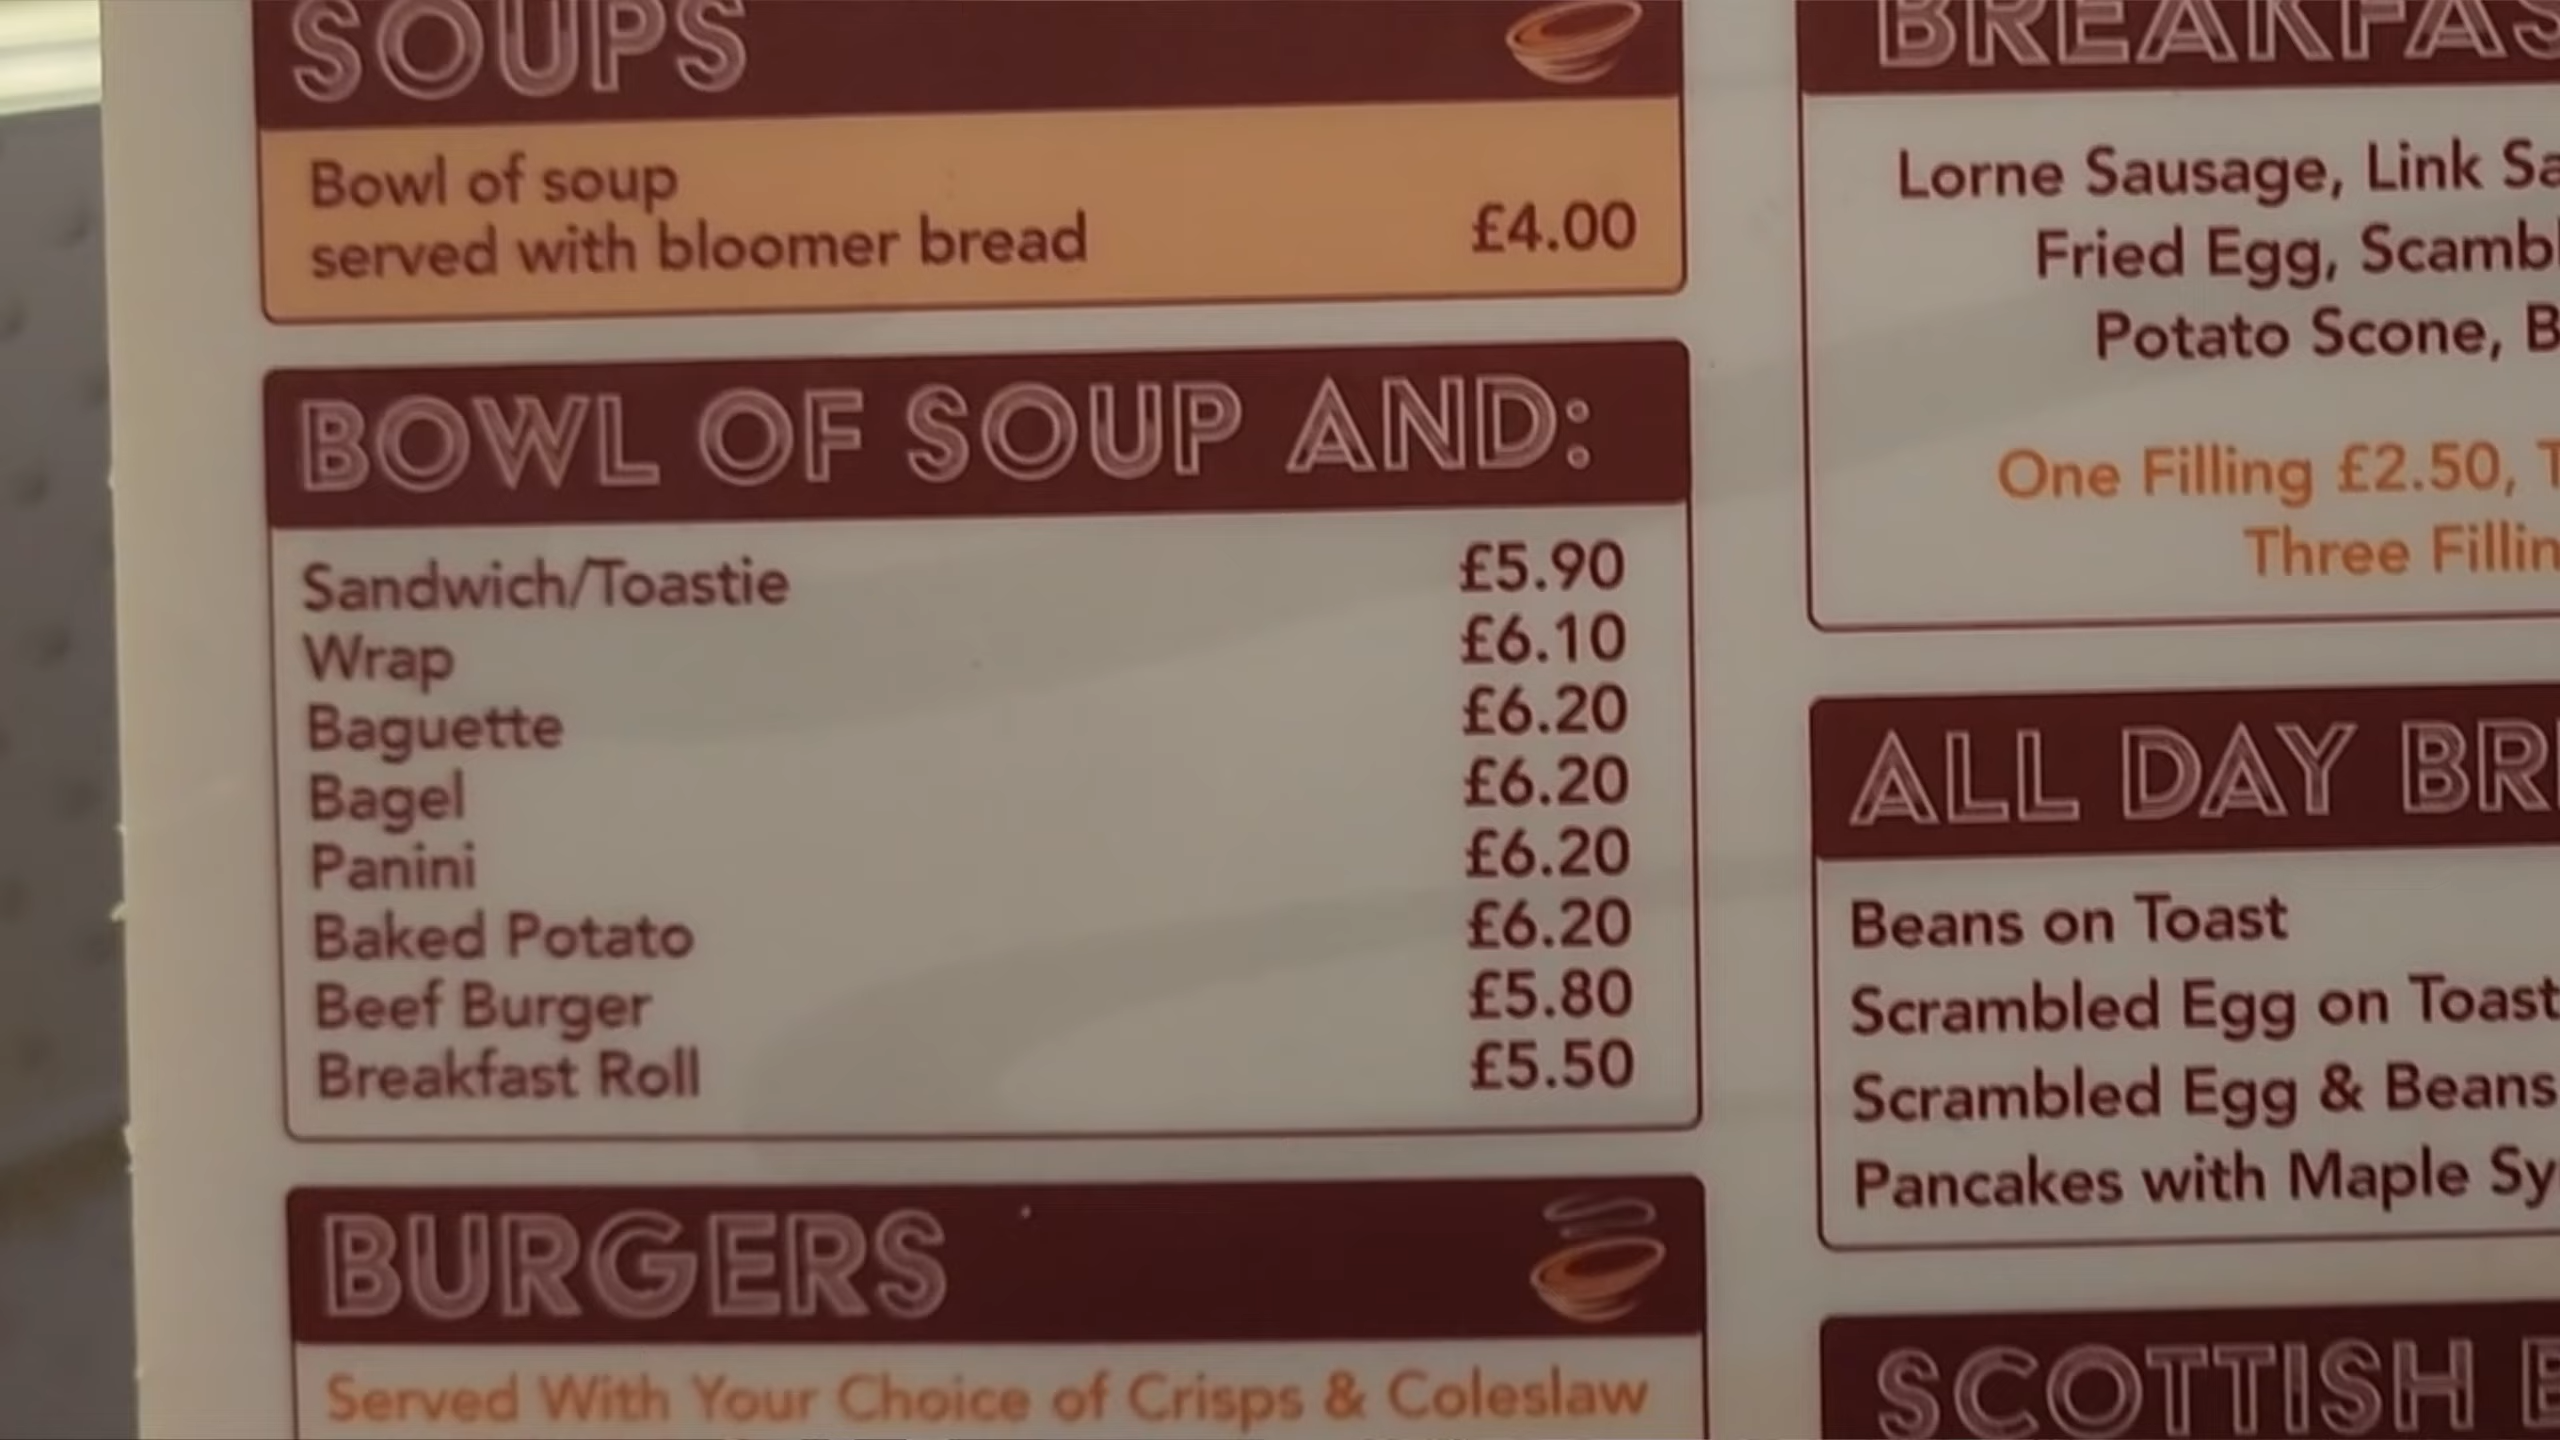 SOUPS
Bowl of soup
served with bloomer bread £4.00
BOWL OF SOUP AND:
Sandwich/Toastie £5.90
Wrap £6.10
Baguette £6.20
Bagel £6.20
Panini £6.20
Baked Potato £6.20
Beef Burger £5.80
Breakfast Roll £5.50
BURGERS
Served With Your Choice of Crisps & Coleslaw
Lorne Sausage, Link
Fried Egg,
Potato Scone,
One Filling £2.50,
Three
ALL DAY
Beans on Toast
Scrambled Egg on Toast
Scrambled Egg & Beans
Pancakes with Maple
SCOTTISH